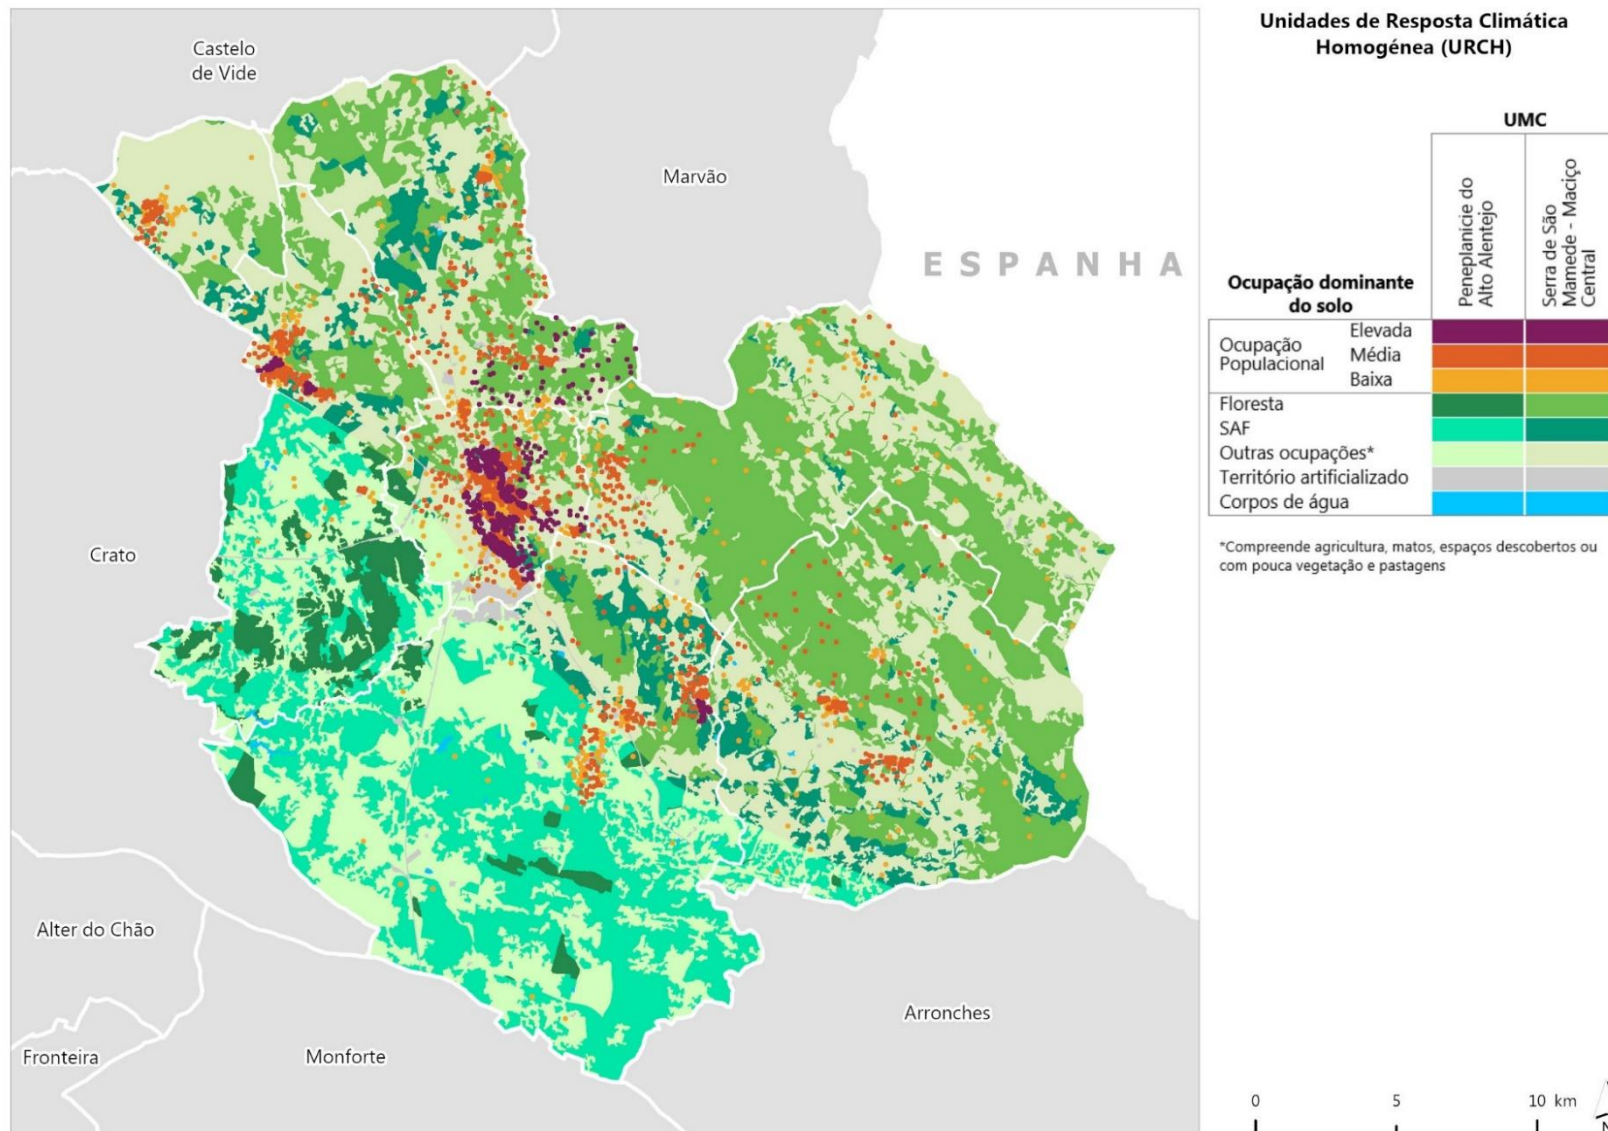 Unidades de Resposta Climática
Homogénea (URCH)
Castelo
de Vide
Marvão
ESPANHA
Crato
Alter do Chão
Fronteira
Monforte
Arronches
UMC
Peneplanicie do
Alto Alentejo
Serra de São
Mamede - Maciço
Central
Ocupação dominante
do solo
Ocupação
Populacional
Elevada
Média
Baixa
Floresta
SAF
Outras ocupações*
Território artificializado
Corpos de água
*Compreende agricultura, matos, espaços descobertos ou
com pouca vegetação e pastagens
0 5 10 km